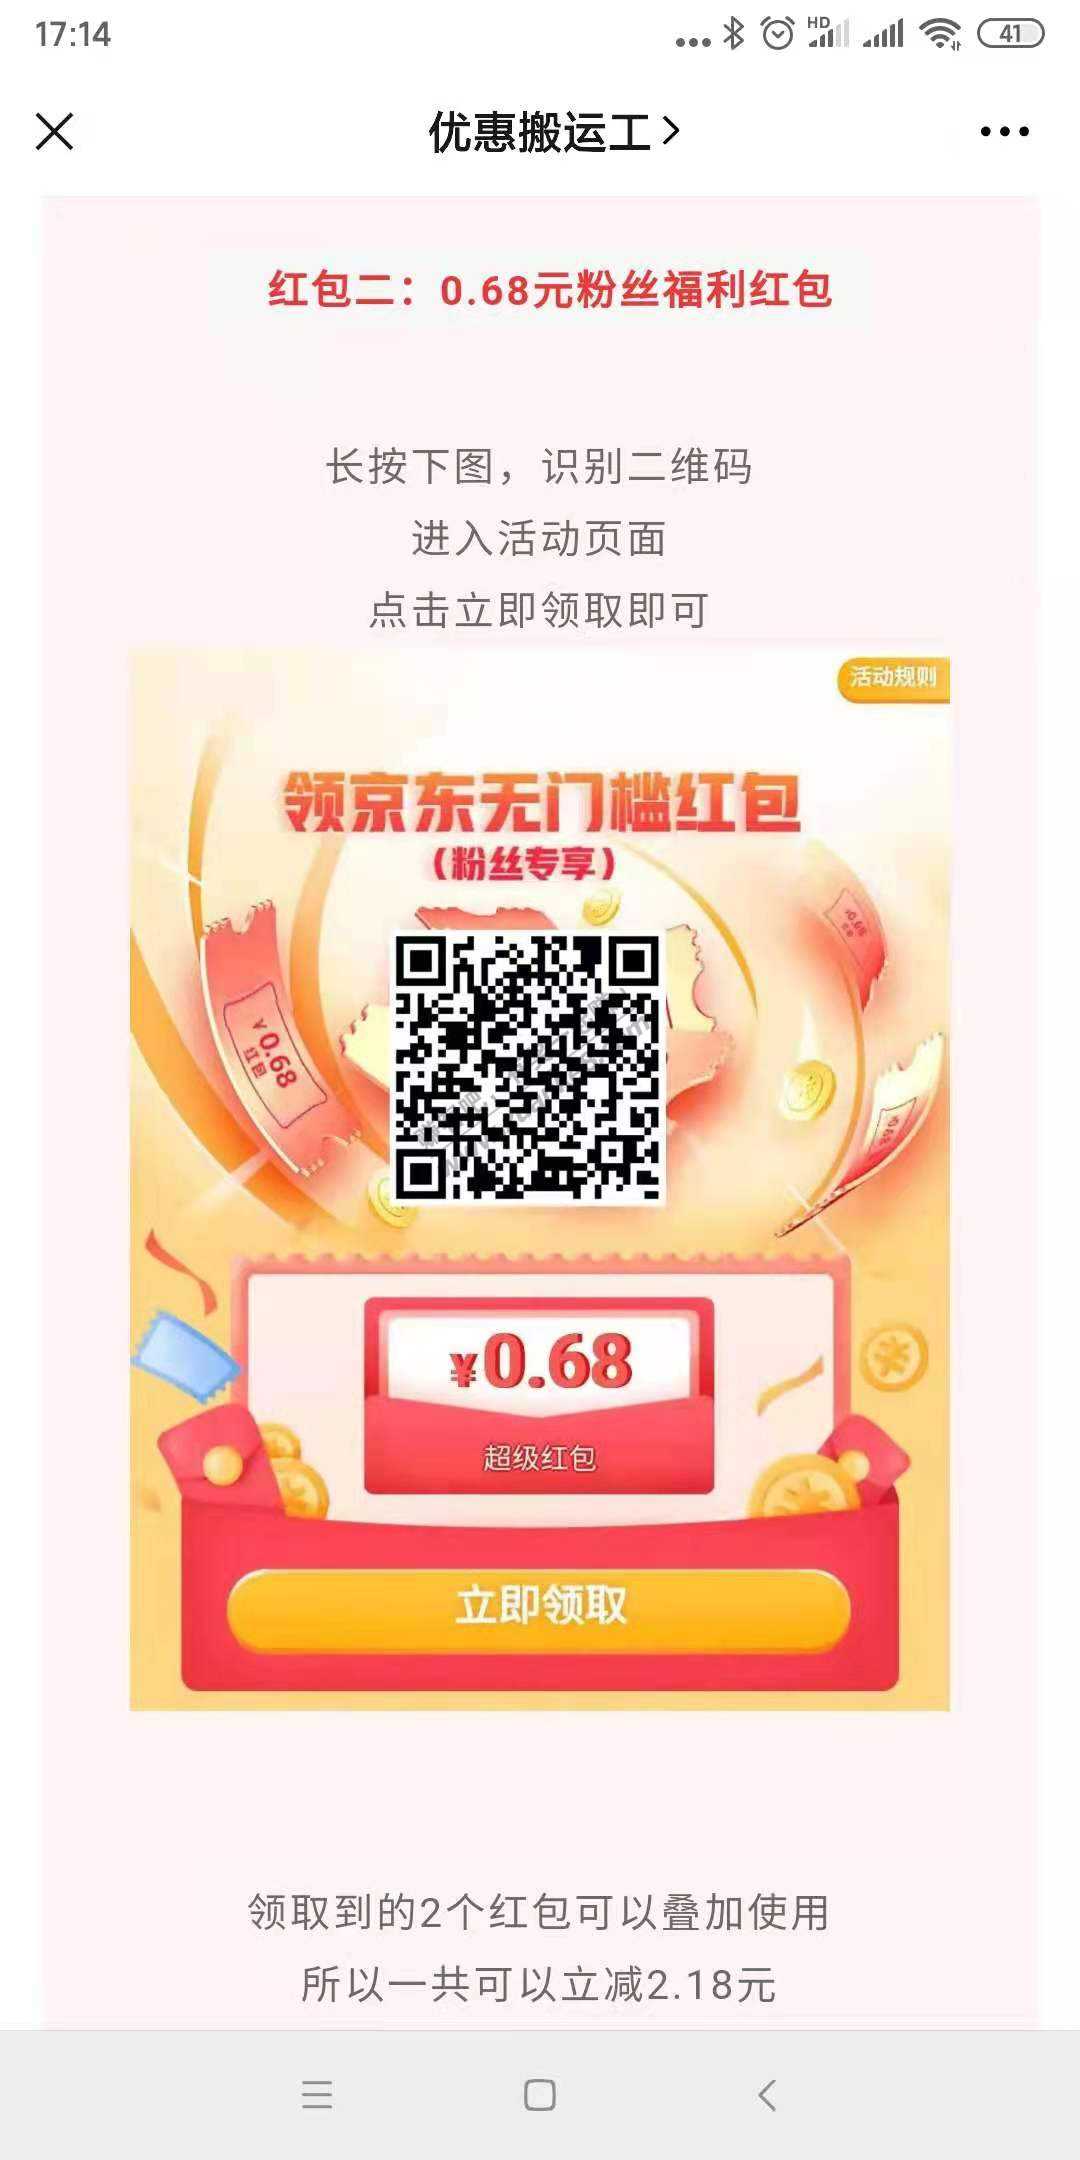 17:14
HD
41
优惠搬运工
红包二：0.68元粉丝福利红包
长按下图，识别二维码
进入活动页面
点击立即领取即可
活动规则
领京东无门槛红包
（粉丝专享）
¥0.68
红包
¥0.68
¥0.68
超级红包
立即领取
领取到的2个红包可以叠加使用
所以一共可以立减2.18元